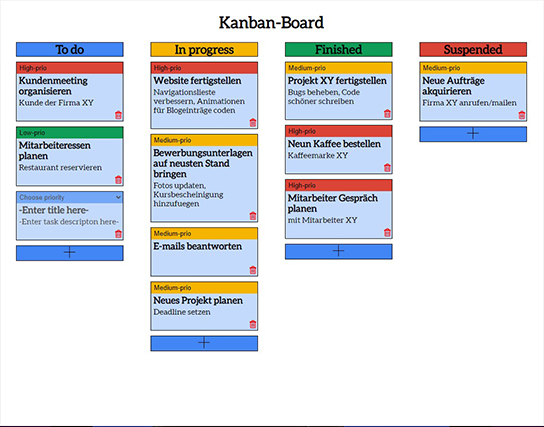 Kanban-Board
To do
High-prio
Kundenmeeting
organisieren
Kunde der Firma XY
Low-prio
Mitarbeiteressen
planen
Restaurant reservieren
Choose priority
-Enter title here-
-Enter task descripton here-
In progress
High-prio
Website fertigstellen
Navigationslieste
verbessern, Animationen
für Blogeinträge coden
Medium-prio
Bewerbungsunterlagen
auf neusten Stand
bringen
Fotos updaten,
Kursbescheinigung
hinzufuegen
Medium-prio
E-mails beantworten
Medium-prio
Neues Projekt planen
Deadline setzen
Finished
Medium-prio
Projekt XY fertigstellen
Bugs beheben, Code
schöner schreiben
High-prio
Neun Kaffee bestellen
Kaffeemarke XY
High-prio
Mitarbeiter Gespräch
planen
mit Mitarbeiter XY
Suspended
Medium-prio
Neue Aufträge
akquirieren
Firma XY anrufen/mailen